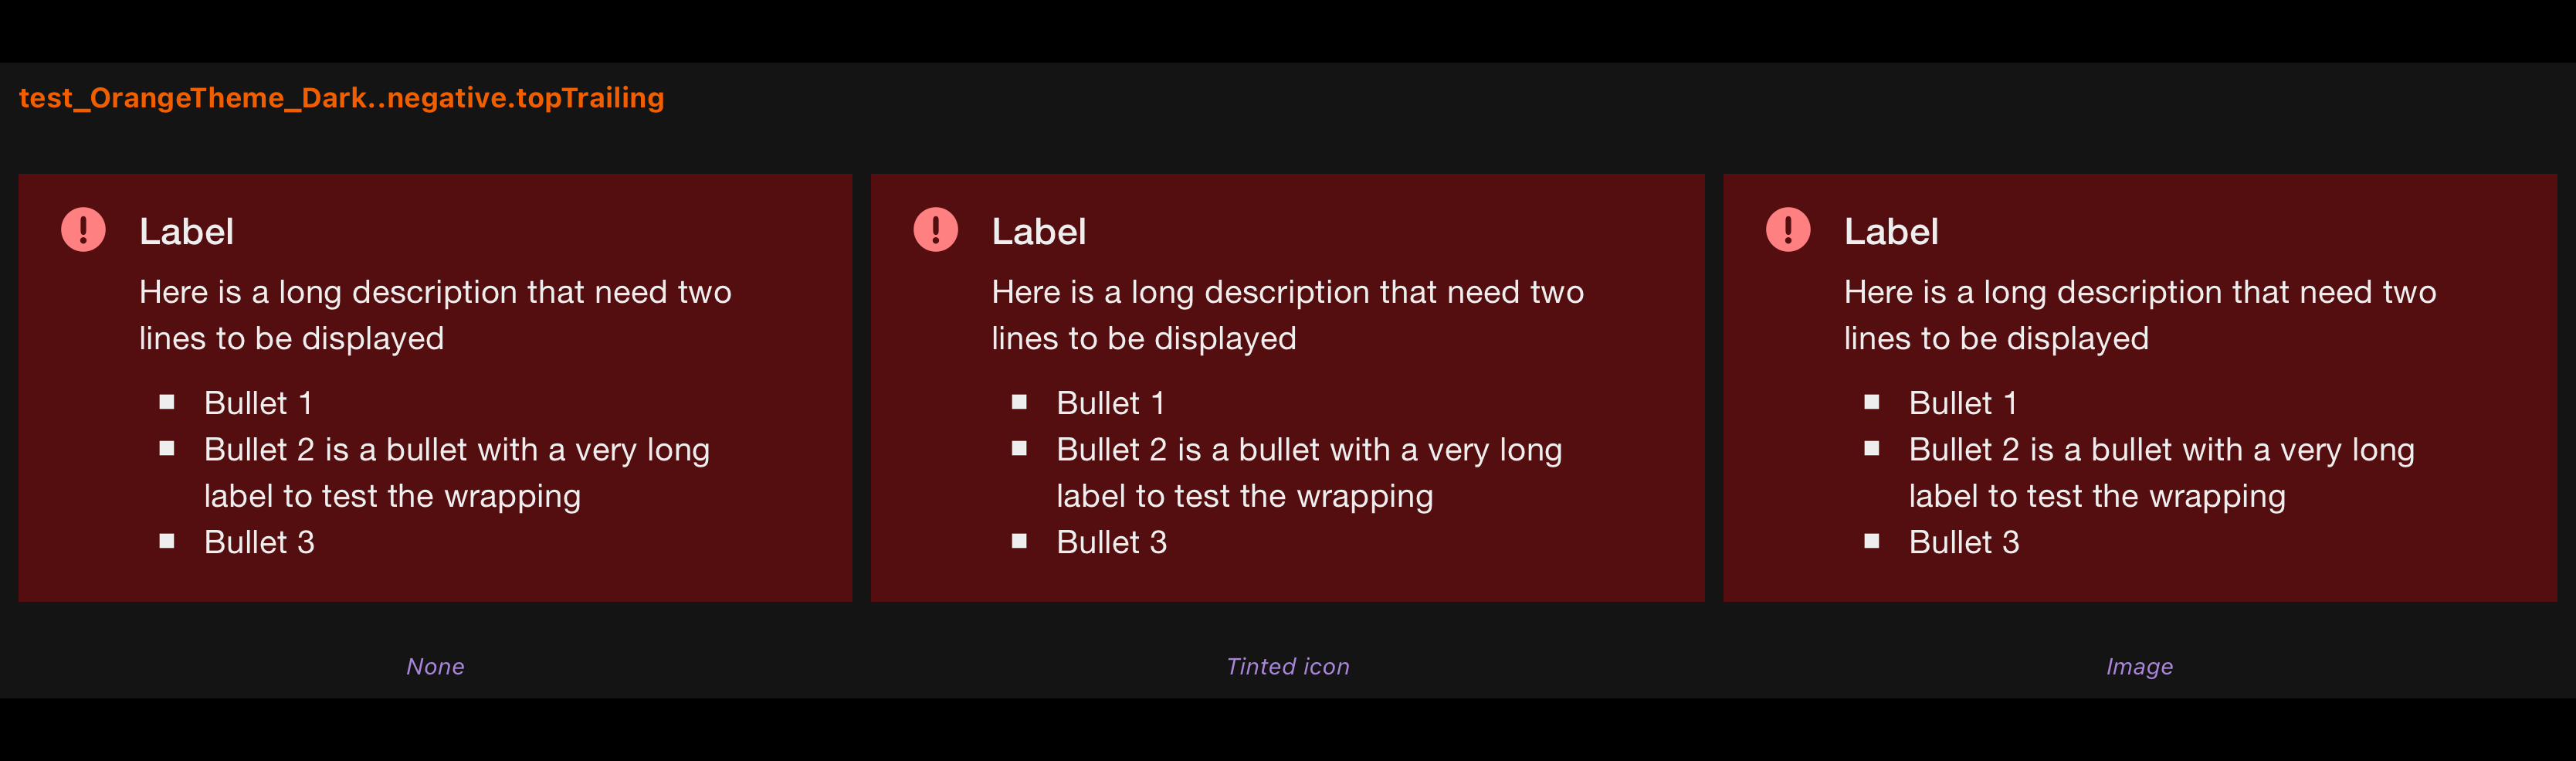 test_OrangeTheme_Dark..negative.topTrailing
Label
Here is a long description that need two
lines to be displayed
Bullet 1
Bullet 2 is a bullet with a very long
label to test the wrapping
Bullet 3
None
Label
Here is a long description that need two
lines to be displayed
Bullet 1
Bullet 2 is a bullet with a very long
label to test the wrapping
Bullet 3
Tinted icon
Label
Here is a long description that need two
lines to be displayed
Bullet 1
Bullet 2 is a bullet with a very long
label to test the wrapping
Bullet 3
Image